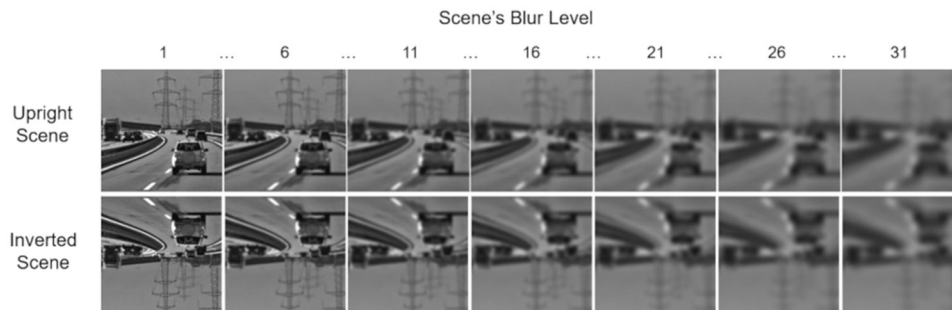 Scene's Blur Level
1 ... 6 ... 11 ... 16 ... 21 ... 26 ... 31
Upright
Scene
Inverted
Scene